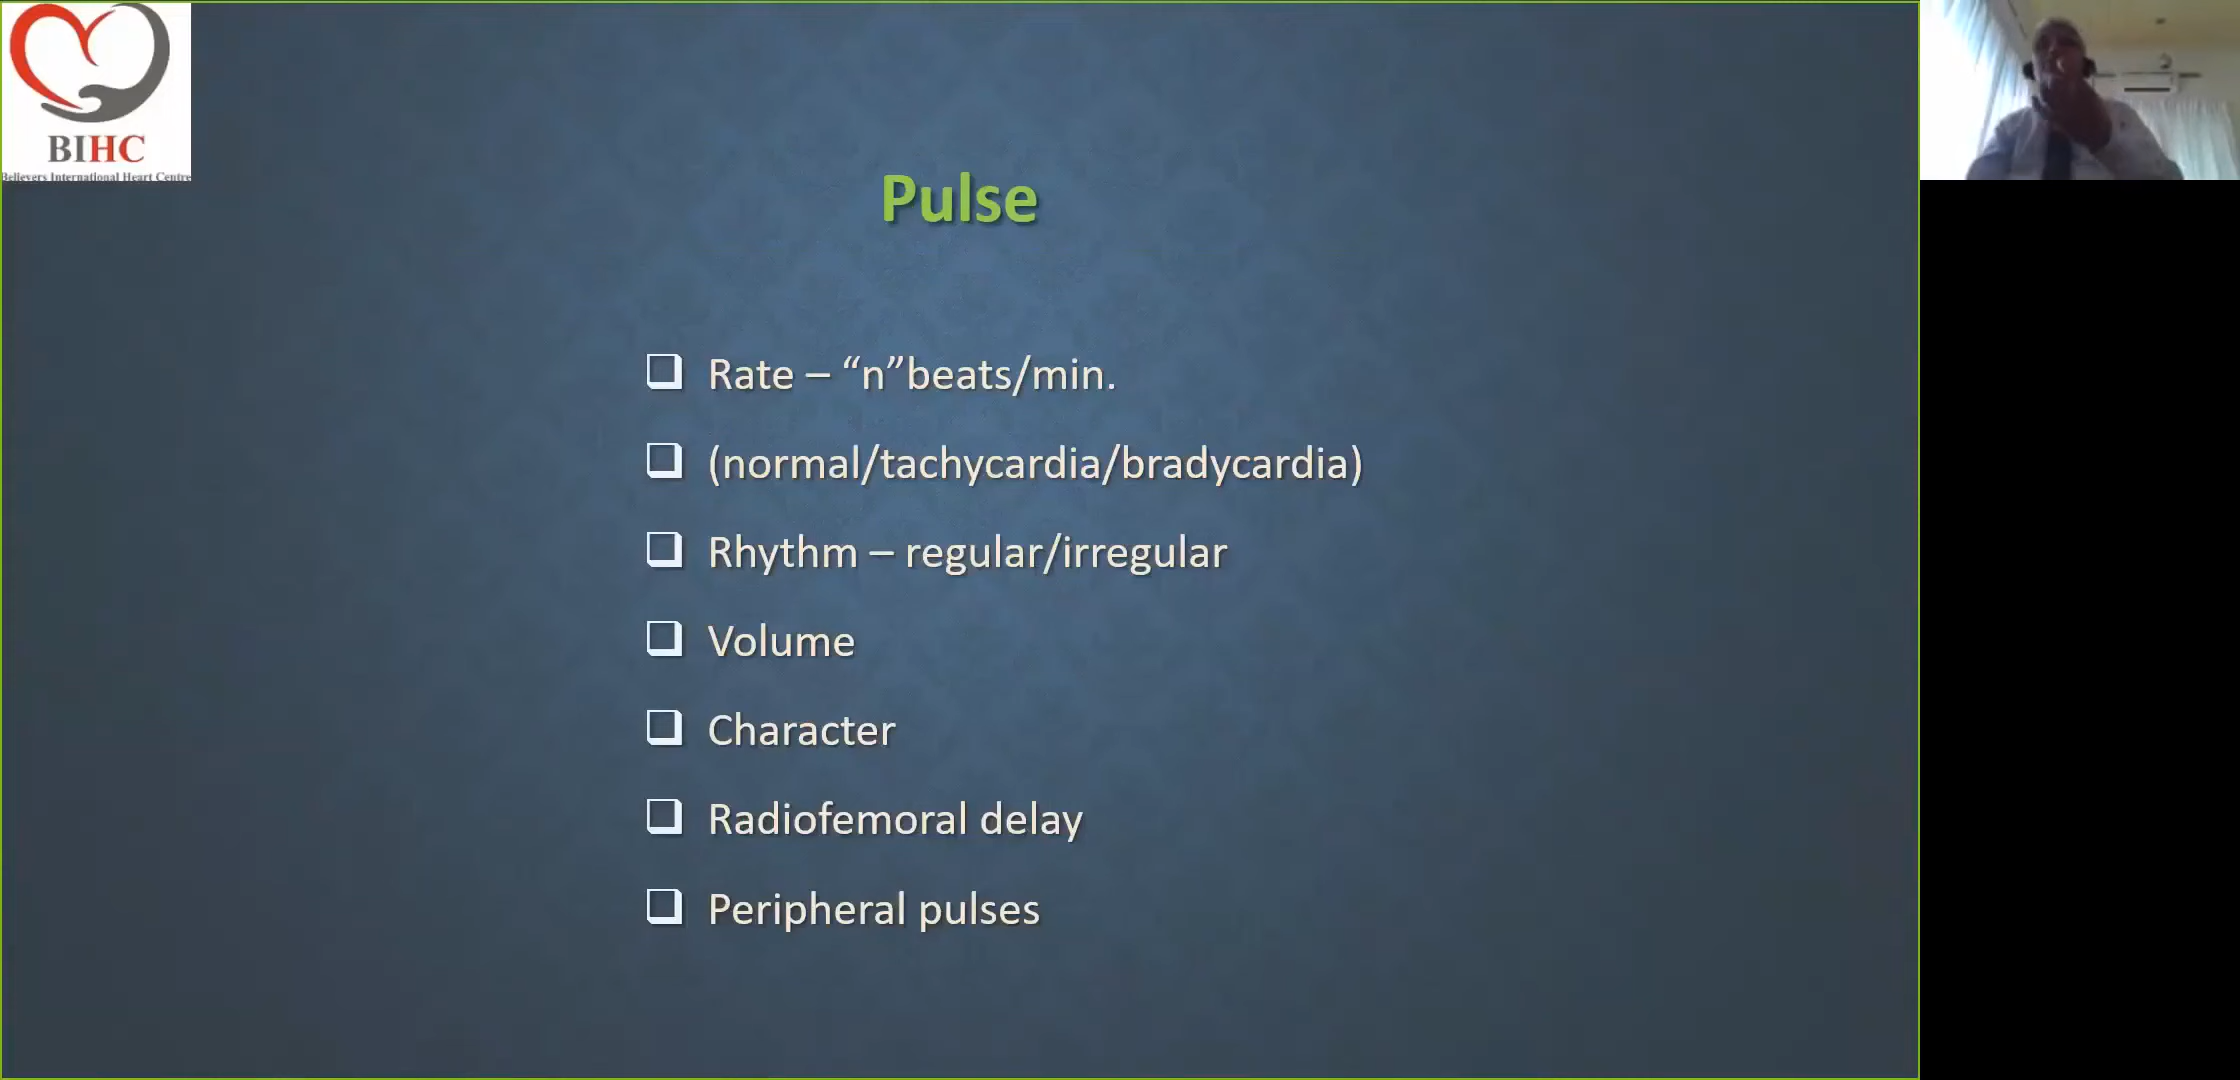 BIHC
Believers International Heart Centre
Pulse
Rate – “n”beats/min.
(normal/tachycardia/bradycardia)
Rhythm – regular/irregular
Volume
Character
Radiofemoral delay
Peripheral pulses